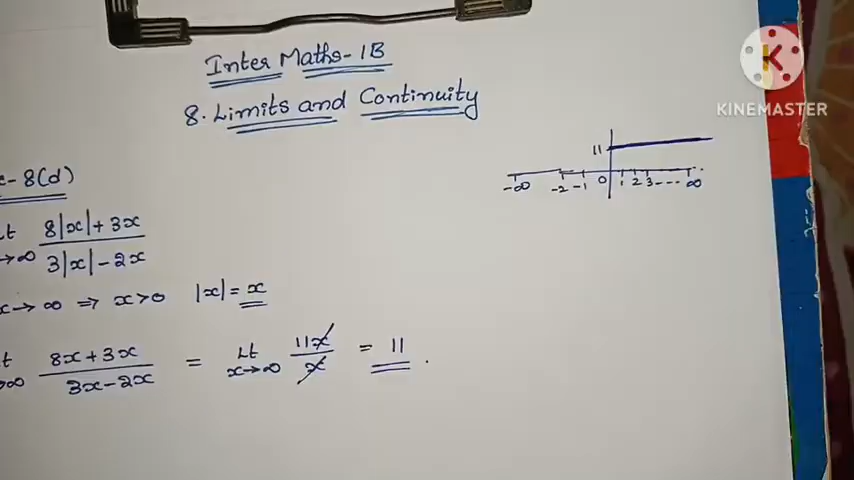 Inter Maths-1B
8. Limits and Continuity
KINEMASTER
11
-∞ -2 -1 0 1 2 3 --- ∞
8(d)
8|x|+3x / 3|x|-2x
x→∞ ⇒ x>0 |x| = x
8x+3x / 3x-2x = Lt x→∞ 11x / x = 11.